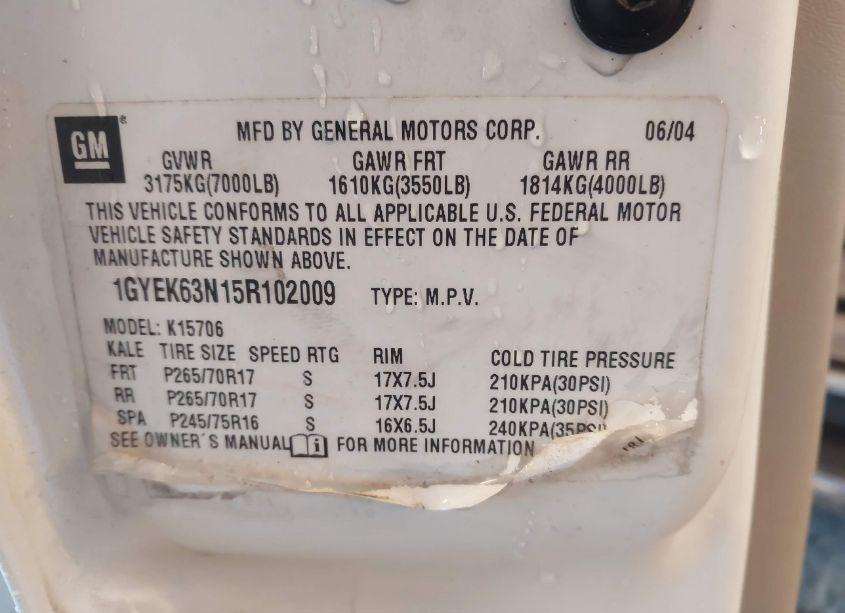 GM ®
MFD BY GENERAL MOTORS CORP. 06/04
GVWR GAWR FRT GAWR RR
3175KG(7000LB) 1610KG(3550LB) 1814KG(4000LB)
THIS VEHICLE CONFORMS TO ALL APPLICABLE U.S. FEDERAL MOTOR
VEHICLE SAFETY STANDARDS IN EFFECT ON THE DATE OF
MANUFACTURE SHOWN ABOVE.
1GYEK63N15R102009 TYPE: M.P.V.
MODEL: K15706
KALE TIRE SIZE SPEED RTG RIM COLD TIRE PRESSURE
FRT P265/70R17 S 17X7.5J 210KPA(30PSI)
RR P265/70R17 S 17X7.5J 210KPA(30PSI)
SPA P245/75R16 S 16X6.5J 240KPA(35PSI)
SEE OWNER´S MANUAL i FOR MORE INFORMATION